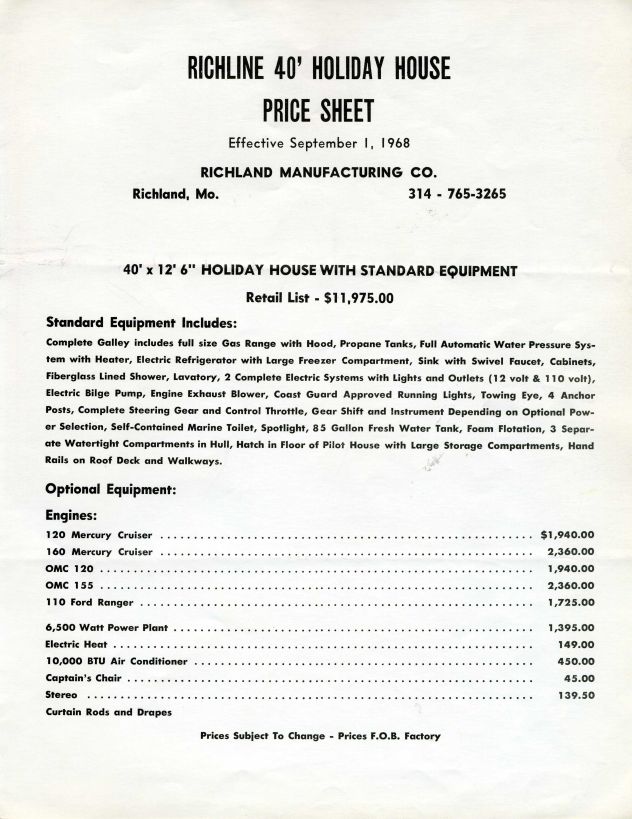 RICHLINE 40' HOLIDAY HOUSE
PRICE SHEET
Effective September 1, 1968
RICHLAND MANUFACTURING CO.
Richland, Mo. 314 - 765-3265
40' x 12' 6" HOLIDAY HOUSE WITH STANDARD EQUIPMENT
Retail List - $11,975.00
Standard Equipment Includes:
Complete Galley includes full size Gas Range with Hood, Propane Tanks, Full Automatic Water Pressure Sys-
tem with Heater, Electric Refrigerator with Large Freezer Compartment, Sink with Swivel Faucet, Cabinets,
Fiberglass Lined Shower, Lavatory, 2 Complete Electric Systems with Lights and Outlets (12 volt & 110 volt),
Electric Bilge Pump, Engine Exhaust Blower, Coast Guard Approved Running Lights, Towing Eye, 4 Anchor
Posts, Complete Steering Gear and Control Throttle, Gear Shift and Instrument Depending on Optional Pow-
er Selection, Self-Contained Marine Toilet, Spotlight, 85 Gallon Fresh Water Tank, Foam Flotation, 3 Separ-
ate Watertight Compartments in Hull, Hatch in Floor of Pilot House with Large Storage Compartments, Hand
Rails on Roof Deck and Walkways.
Optional Equipment:
Engines:
120 Mercury Cruiser ........ $1,940.00
160 Mercury Cruiser ........ 2,360.00
OMC 120 ........ 1,940.00
OMC 155 ........ 2,360.00
110 Ford Ranger ........ 1,725.00
6,500 Watt Power Plant ........ 1,395.00
Electric Heat ........ 149.00
10,000 BTU Air Conditioner ........ 450.00
Captain's Chair ........ 45.00
Stereo ........ 139.50
Curtain Rods and Drapes
Prices Subject To Change - Prices F.O.B. Factory